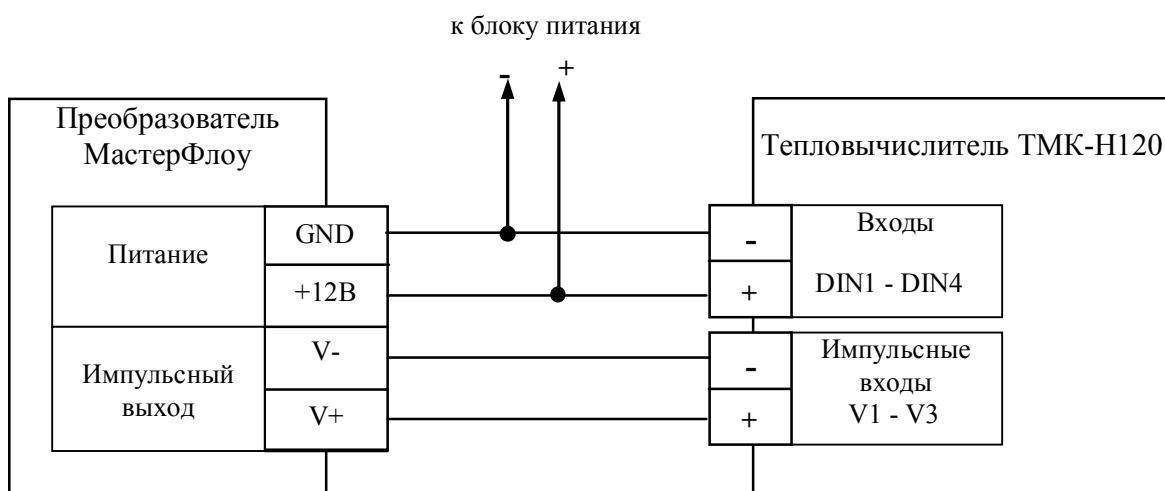 к блоку питания
- +
Преобразователь
МастерФлоу
Тепловычислитель ТМК-Н120
Питание
GND
+12В
-
+
Входы
DIN1 - DIN4
Импульсный
выход
V-
V+
-
+
Импульсные
входы
V1 - V3